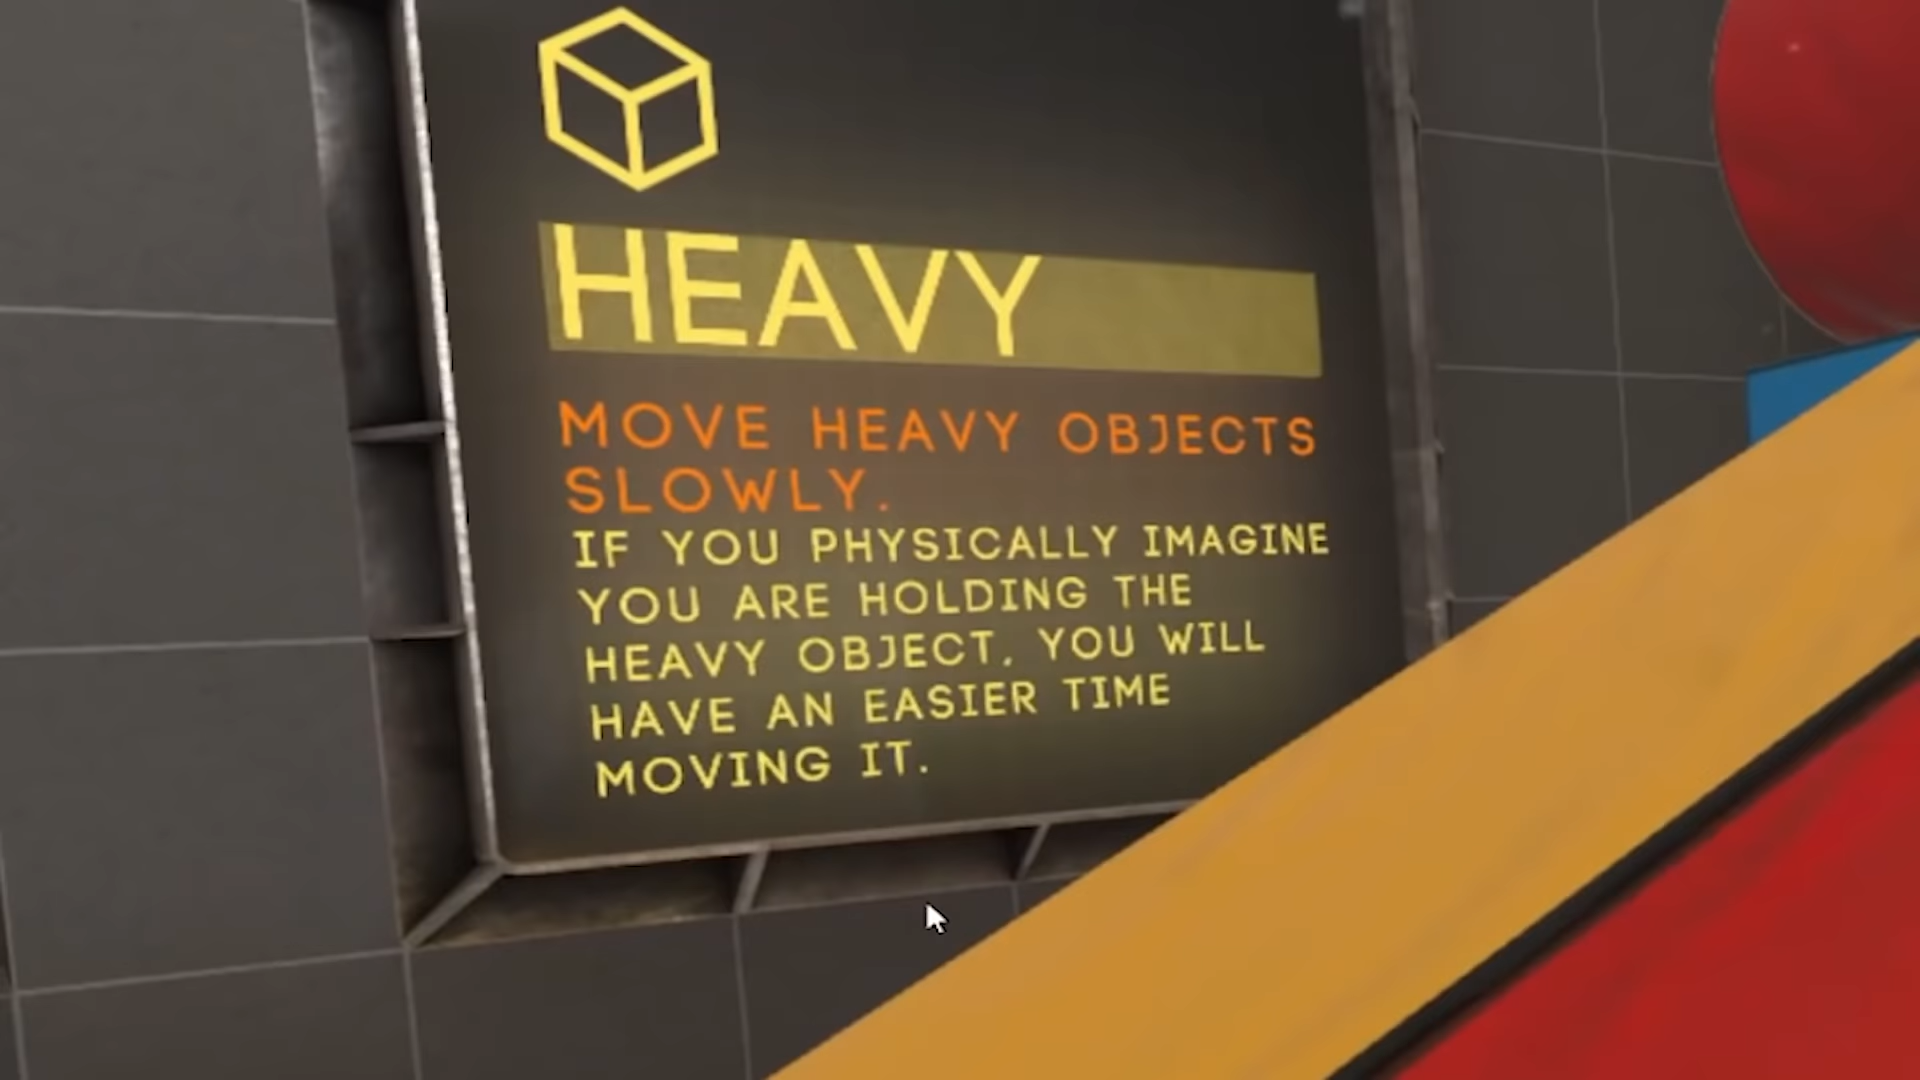 HEAVY
MOVE HEAVY OBJECTS
SLOWLY.
IF YOU PHYSICALLY IMAGINE
YOU ARE HOLDING THE
HEAVY OBJECT, YOU WILL
HAVE AN EASIER TIME
MOVING IT.